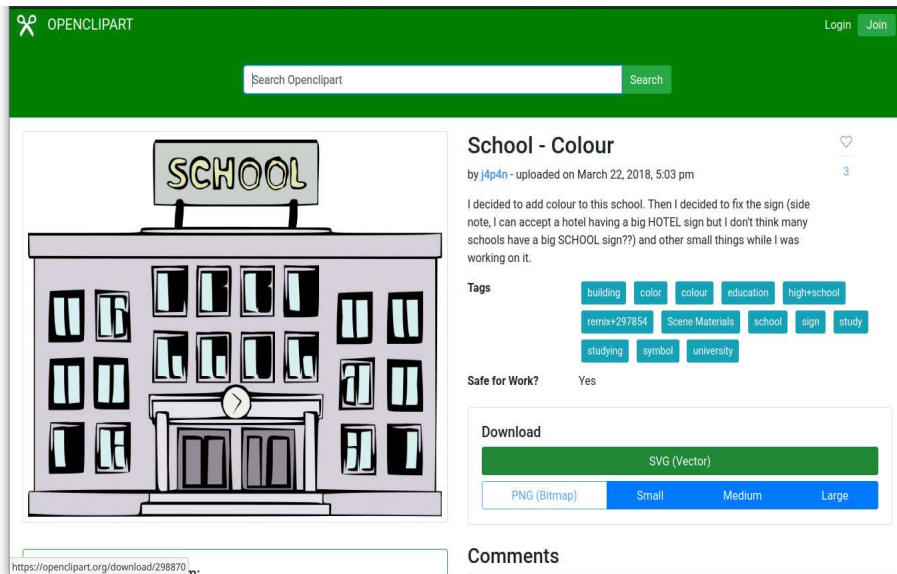 OPENCLIPART
Login Join
Search Openclipart Search
SCHOOL
School - Colour
by j4p4n - uploaded on March 22, 2018, 5:03 pm
3
I decided to add colour to this school. Then I decided to fix the sign (side
note, I can accept a hotel having a big HOTEL sign but I don't think many
schools have a big SCHOOL sign??) and other small things while I was
working on it.
Tags
building color colour education high+school
remix+297854 Scene Materials school sign study
studying symbol university
Safe for Work? Yes
Download
SVG (Vector)
PNG (Bitmap) Small Medium Large
Comments
https://openclipart.org/download/298870